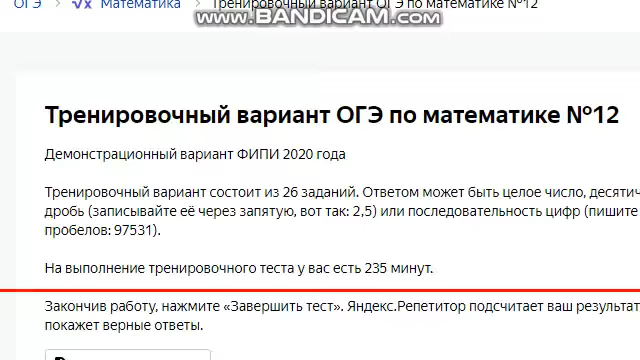 ОГЭ > √x Математика > Тренировочный вариант ОГЭ по математике №12
www.BANDICAM.com
Тренировочный вариант ОГЭ по математике №12
Демонстрационный вариант ФИПИ 2020 года
Тренировочный вариант состоит из 26 заданий. Ответом может быть целое число, десятич
дробь (записывайте её через запятую, вот так: 2,5) или последовательность цифр (пишите
пробелов: 97531).
На выполнение тренировочного теста у вас есть 235 минут.
Закончив работу, нажмите «Завершить тест». Яндекс.Репетитор подсчитает ваш результат
покажет верные ответы.